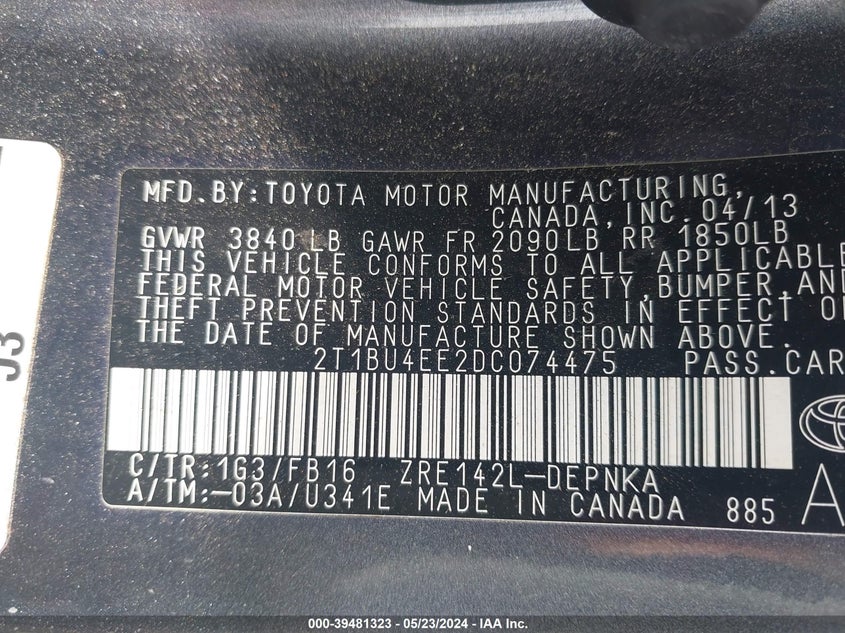 MFD.BY:TOYOTA MOTOR MANUFACTURING,
CANADA,INC. 04/13
GVWR 3840 LB GAWR FR 2090LB RR 1850LB
THIS VEHICLE CONFORMS TO ALL APPLICABLE
FEDERAL MOTOR VEHICLE SAFETY,BUMPER,AND
THEFT PREVENTION STANDARDS IN EFFECT O
THE DATE OF MANUFACTURE SHOWN ABOVE.
2T1BU4EE2DC074475 PASS.CAR
C/TR:1G3/FB16 ZRE142L-DEPNKA
A/TM:-03A/U341E MADE IN CANADA 885 A
J3
000-39481323 - 05/23/2024 - IAA Inc.